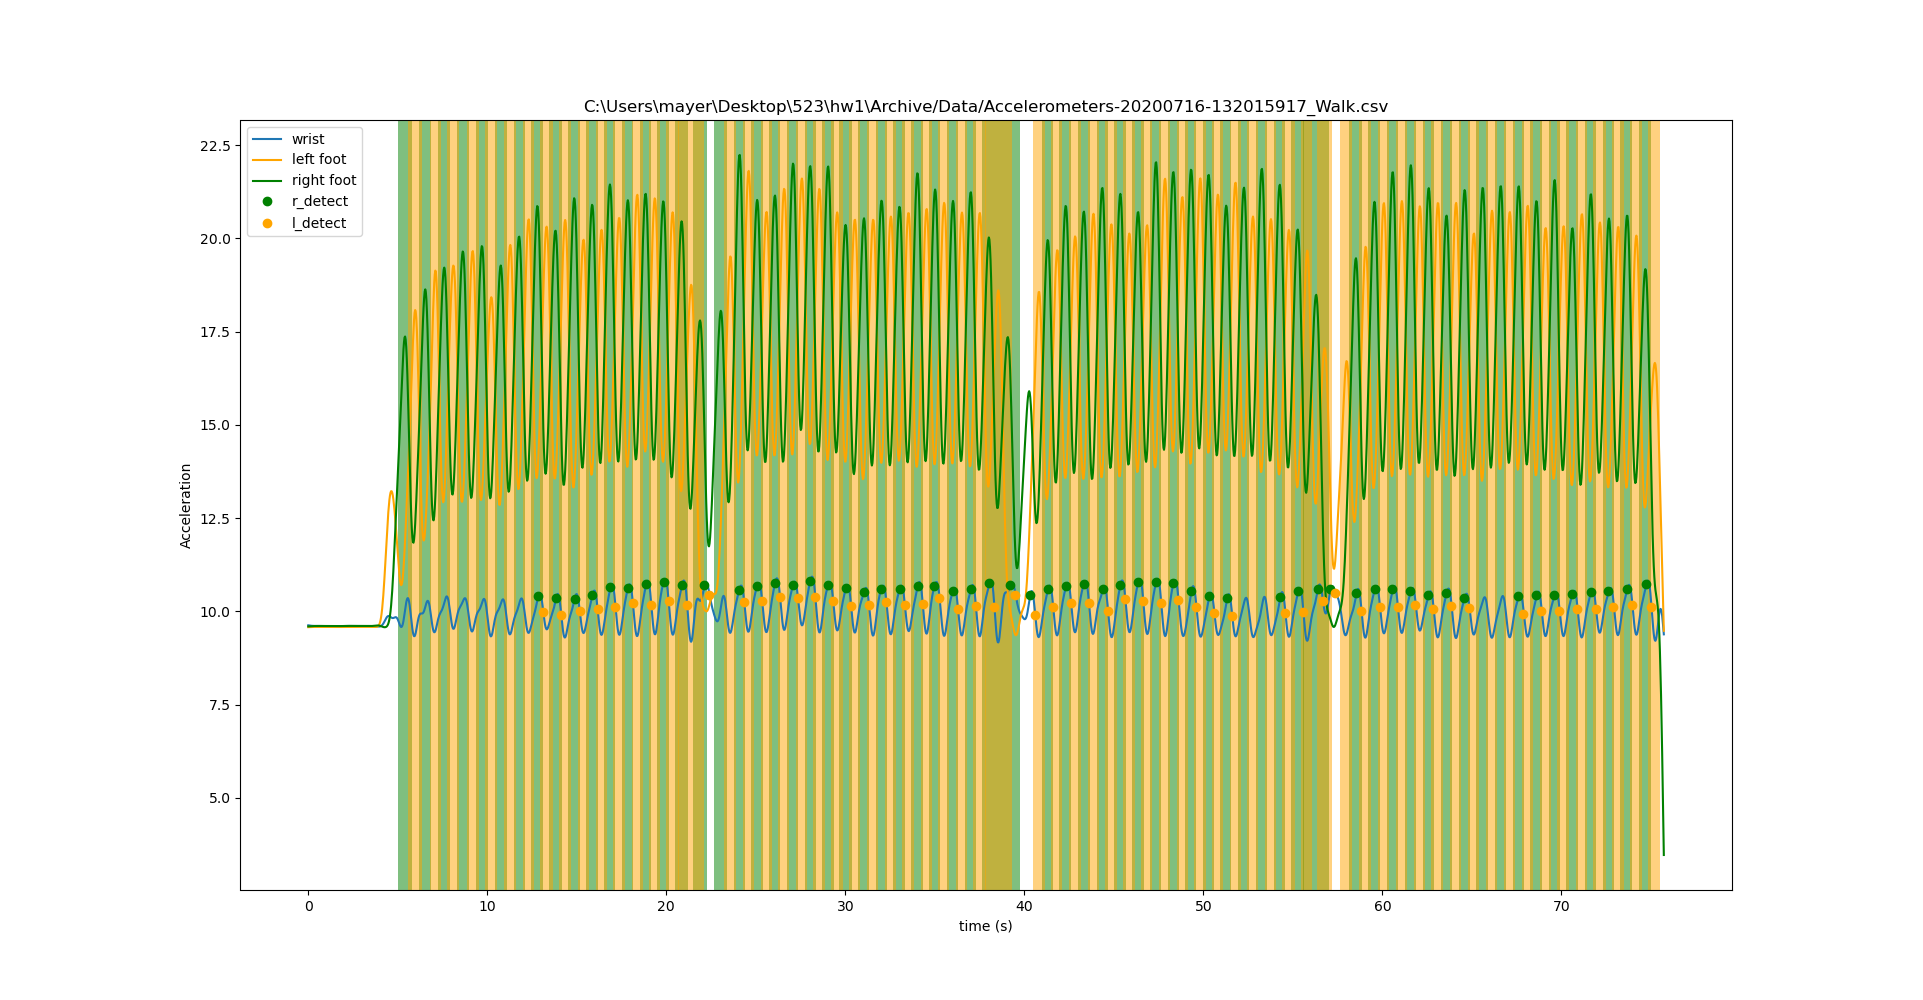 C:\Users\mayer\Desktop\523\hw1\Archive/Data/Accelerometers-20200716-132015917_Walk.csv
wrist
left foot
right foot
r_detect
l_detect
22.5
20.0
17.5
15.0
12.5
10.0
7.5
5.0
Acceleration
0 10 20 30 40 50 60 70
time (s)